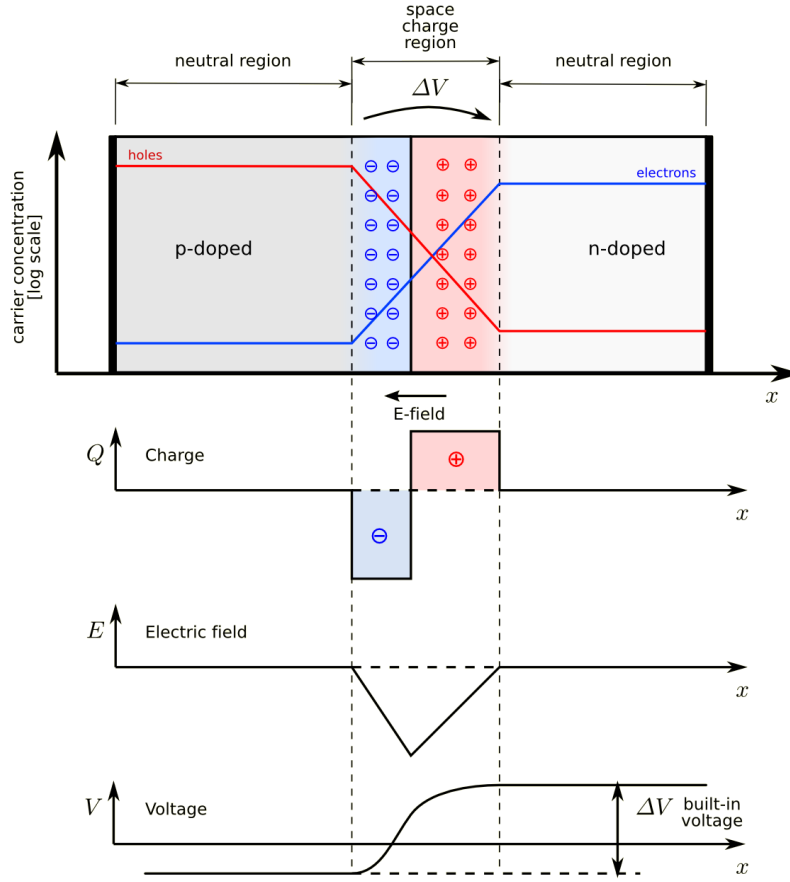 space
charge
region
neutral region
neutral region
ΔV
holes
electrons
p-doped
n-doped
carrier concentration
[log scale]
x
E-field
Q
Charge
x
E
Electric field
x
V
Voltage
ΔV
built-in
voltage
x